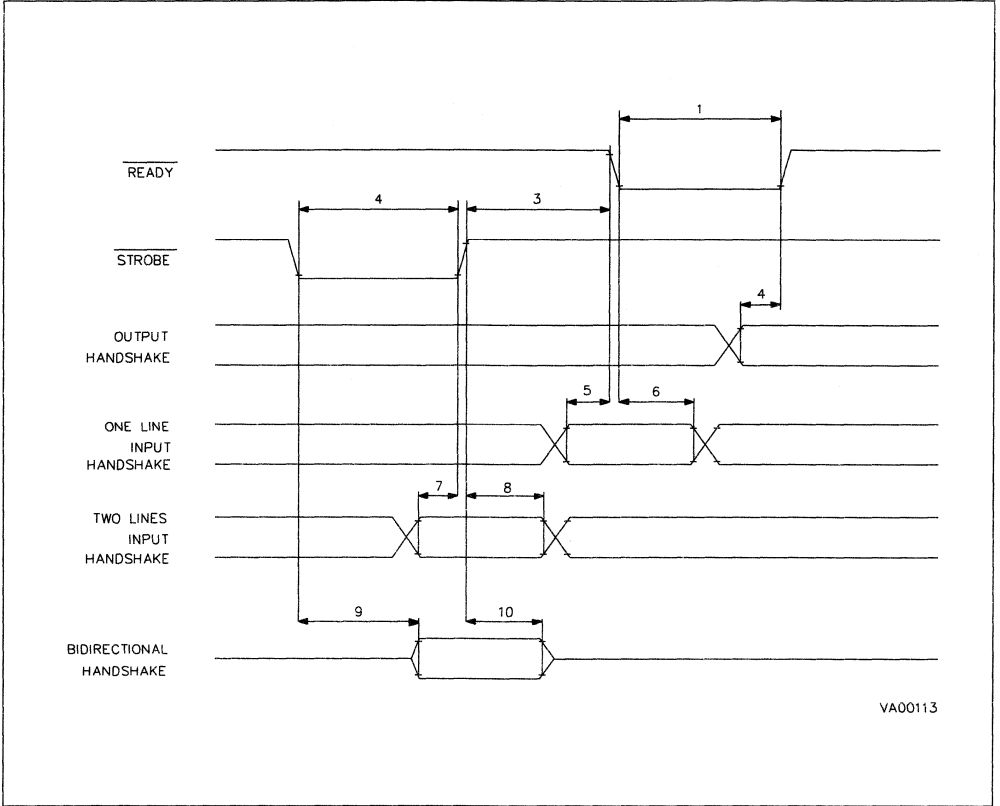 1
READY
4
3
STROBE
4
OUTPUT
HANDSHAKE
5
6
ONE LINE
INPUT
HANDSHAKE
7
8
TWO LINES
INPUT
HANDSHAKE
9
10
BIDIRECTIONAL
HANDSHAKE
VA00113